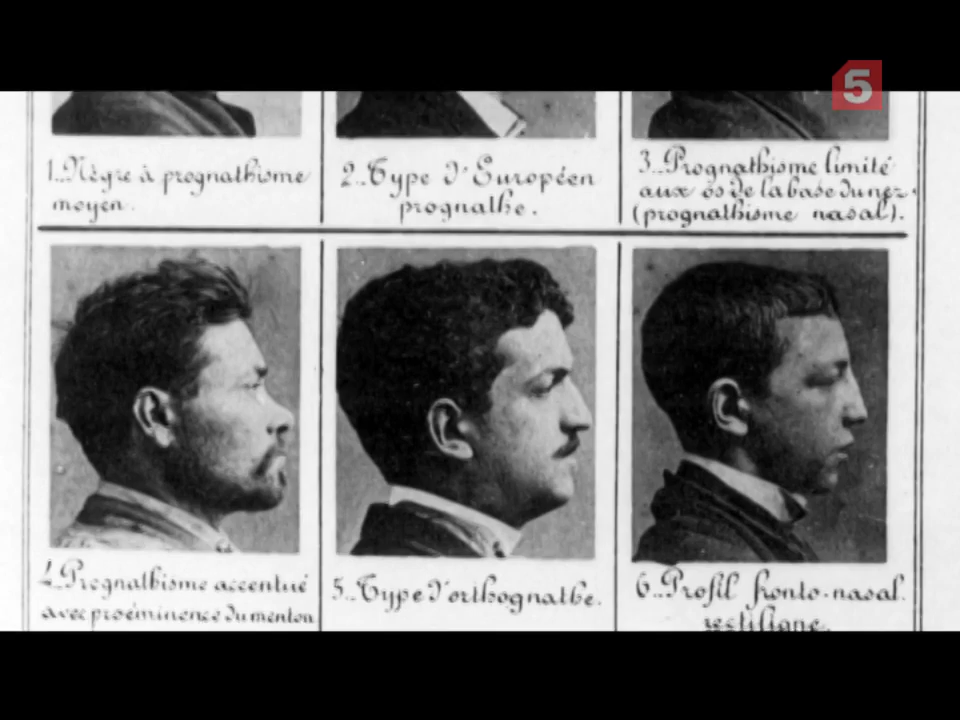 5
1. Nègre à prognathisme
moyen.
2. Type d'Européen
prognathe.
3. Prognathisme limité
aux os de la base du nez.
(prognathisme nasal).
4. Prognathisme accentué
avec proéminence du menton
5. Type d'orthognathe.
6. Profil fronto-nasal.
rectiligne.